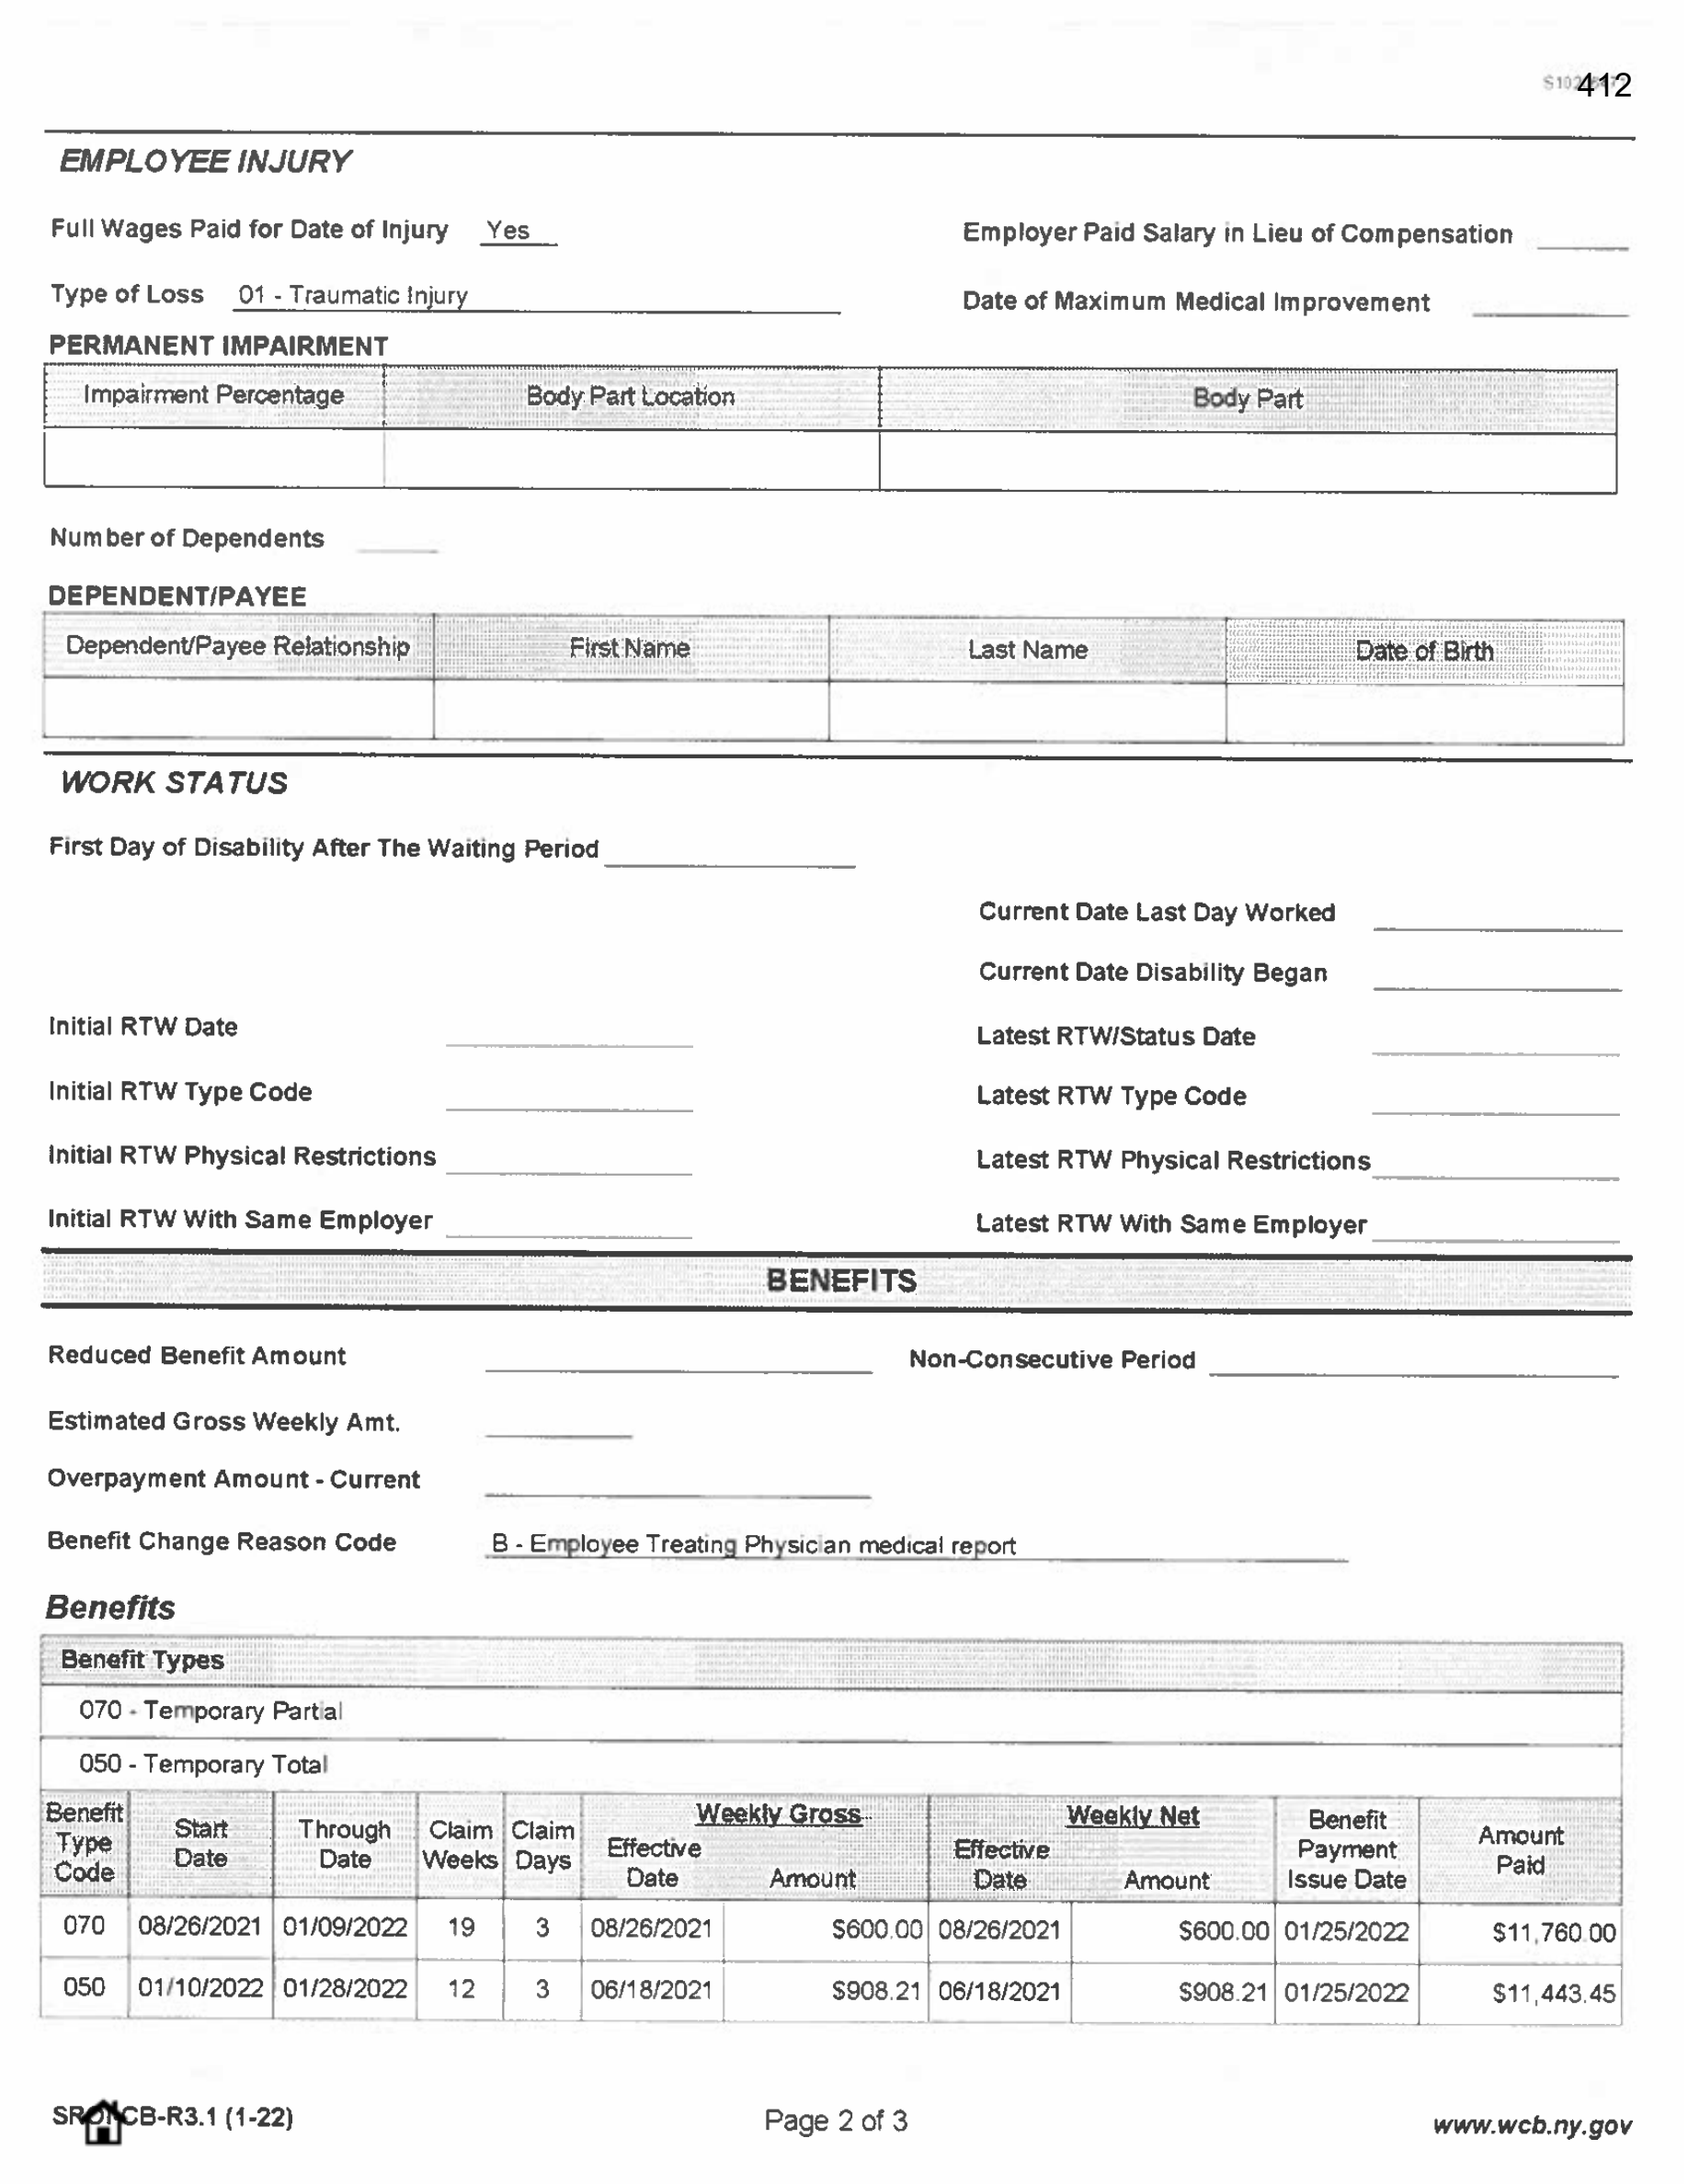 412
EMPLOYEE INJURY
Full Wages Paid for Date of Injury Yes Employer Paid Salary in Lieu of Compensation
Type of Loss 01 - Traumatic Injury Date of Maximum Medical Improvement
PERMANENT IMPAIRMENT
Impairment Percentage Body Part Location Body Part
Number of Dependents
DEPENDENT/PAYEE
Dependent/Payee Relationship First Name Last Name Date of Birth
WORK STATUS
First Day of Disability After The Waiting Period
Current Date Last Day Worked
Current Date Disability Began
Initial RTW Date Latest RTW/Status Date
Initial RTW Type Code Latest RTW Type Code
Initial RTW Physical Restrictions Latest RTW Physical Restrictions
Initial RTW With Same Employer Latest RTW With Same Employer
BENEFITS
Reduced Benefit Amount Non-Consecutive Period
Estimated Gross Weekly Amt.
Overpayment Amount - Current
Benefit Change Reason Code B - Employee Treating Physician medical report
Benefits
Benefit Types
070 - Temporary Partial
050 - Temporary Total
Benefit Type Code Start Date Through Date Claim Weeks Claim Days Weekly Gross Effective Date Amount Weekly Net Effective Date Amount Benefit Payment Issue Date Amount Paid
070 08/26/2021 01/09/2022 19 3 08/26/2021 $600.00 08/26/2021 $600.00 01/25/2022 $11,760.00
050 01/10/2022 01/28/2022 12 3 06/18/2021 $908.21 06/18/2021 $908.21 01/25/2022 $11,443.45
CB-R3.1 (1-22) Page 2 of 3 www.wcb.ny.gov